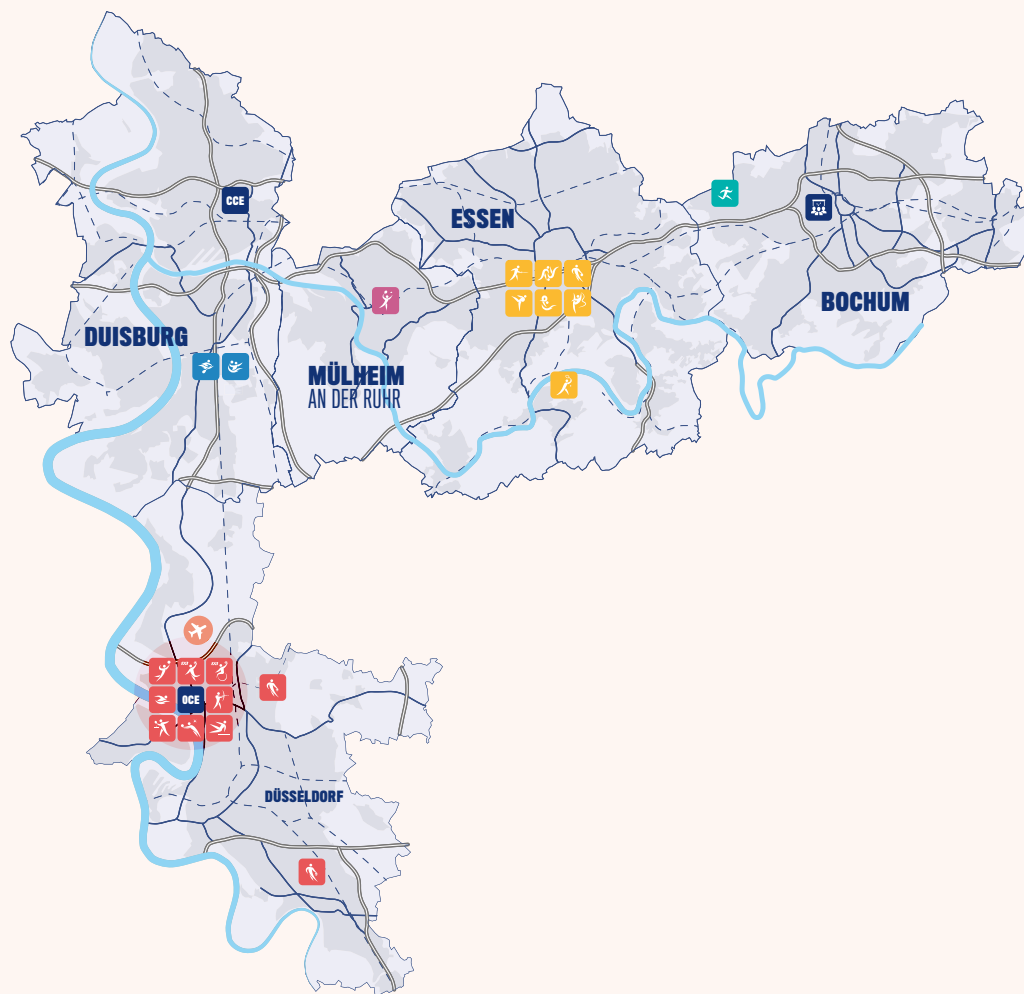 CCE
ESSEN
BOCHUM
DUISBURG
MÜLHEIM
AN DER RUHR
OCE
DÜSSELDORF